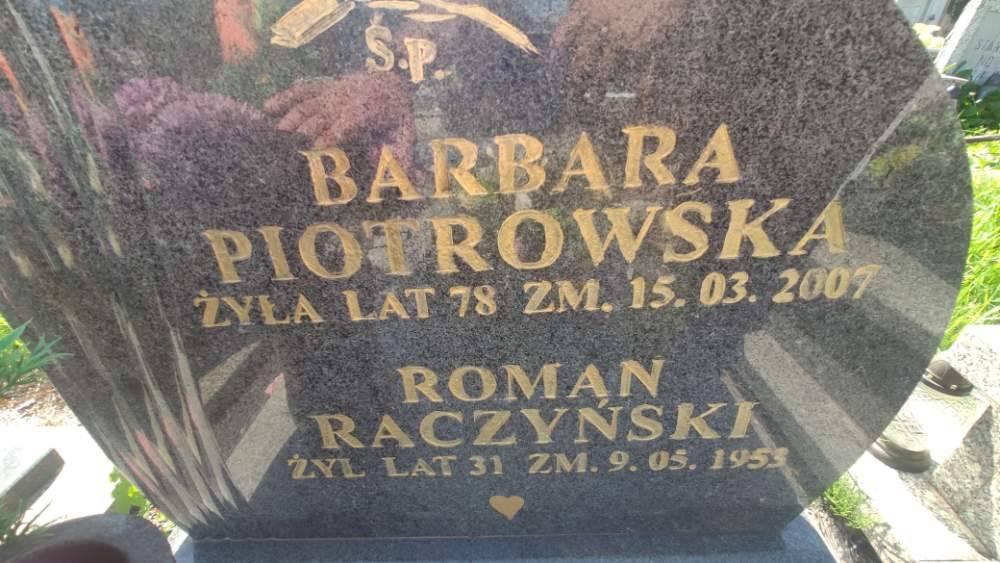 Ś.P.
BARBARA
PIOTROWSKA
ŻYŁA LAT 78 ZM. 15. 03. 2007
ROMAN
RACZYŃSKI
ŻYŁ LAT 31 ZM. 9. 05. 1953